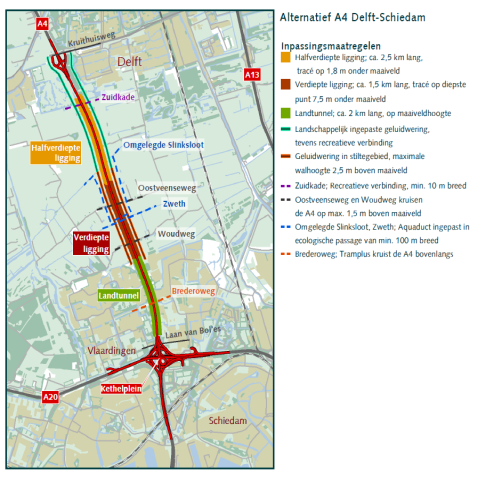 Alternatief A4 Delft-Schiedam
Inpassingsmaatregelen
Halfverdiepte ligging; ca. 2,5 km lang,
tracé op 1,8 m onder maaiveld
Verdiepte ligging; ca. 1,5 km lang, tracé op diepste
punt 7,5 m onder maaiveld
Landtunnel; ca. 2 km lang, op maaiveldhoogte
Landschappelijk ingepaste geluidwering,
tevens recreatieve verbinding
Geluidwering in stiltegebied, maximale
walhoogte 2,5 m boven maaiveld
Zuidkade; Recreatieve verbinding, min. 10 m breed
Oostveenseweg en Woudweg kruisen
de A4 op max. 1,5 m boven maaiveld
Omgelegde Slinksloot, Zweth; Aquaduct ingepast in
ecologische passage van min. 100 m breed
Brederoweg; Tramplus kruist de A4 bovenlangs
A4
Kruithuisweg
Delft
A13
Zuidkade
Halfverdiepte
ligging
Omgelegde Slinksloot
Oostveenseweg
Zweth
Verdiepte
ligging
Woudweg
Landtunnel
Brederoweg
Laan van Bol'es
Vlaardingen
Kethelplein
A20
Schiedam